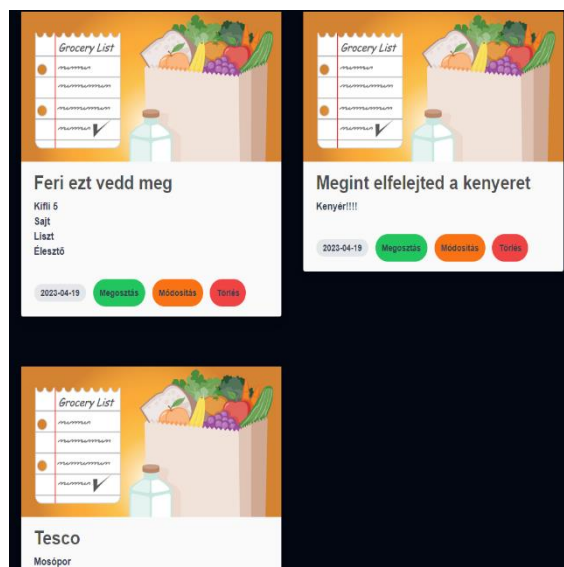 Grocery List
Feri ezt vedd meg
Kifli 5
Sajt
Liszt
Élesztő
2023-04-19 Megosztás Módosítás Törlés
Grocery List
Megint elfelejted a kenyeret
Kenyér!!!!
2023-04-19 Megosztás Módosítás Törlés
Grocery List
Tesco
Mosópor